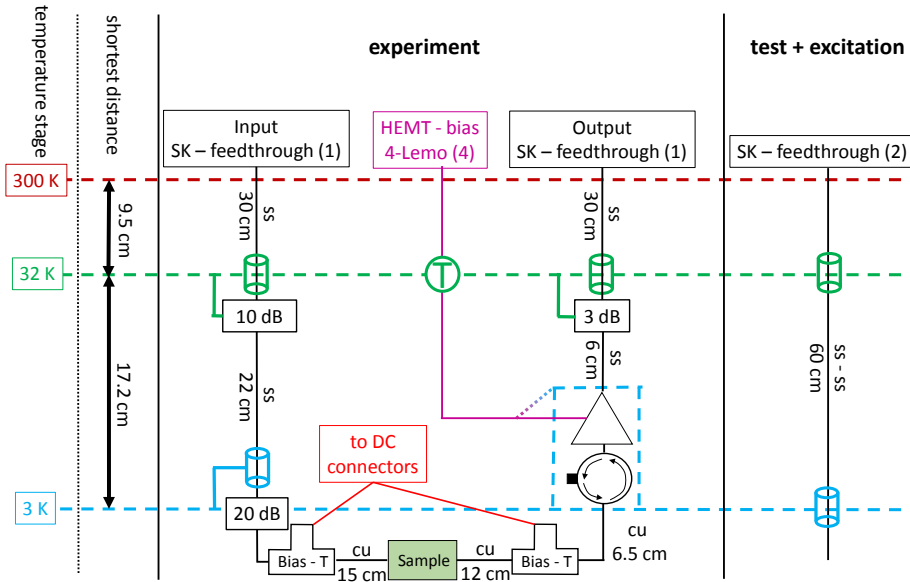 temperature stage
shortest distance
experiment
test + excitation
Input
SK – feedthrough (1)
HEMT - bias
4-Lemo (4)
Output
SK – feedthrough (1)
SK – feedthrough (2)
300 K
9.5 cm
30 cm
ss
30 cm
ss
32 K
T
10 dB
3 dB
17.2 cm
22 cm
ss
6 cm
ss
60 cm
ss - ss
to DC
connectors
3 K
20 dB
Bias - T
cu
15 cm
Sample
cu
12 cm
Bias - T
cu
6.5 cm